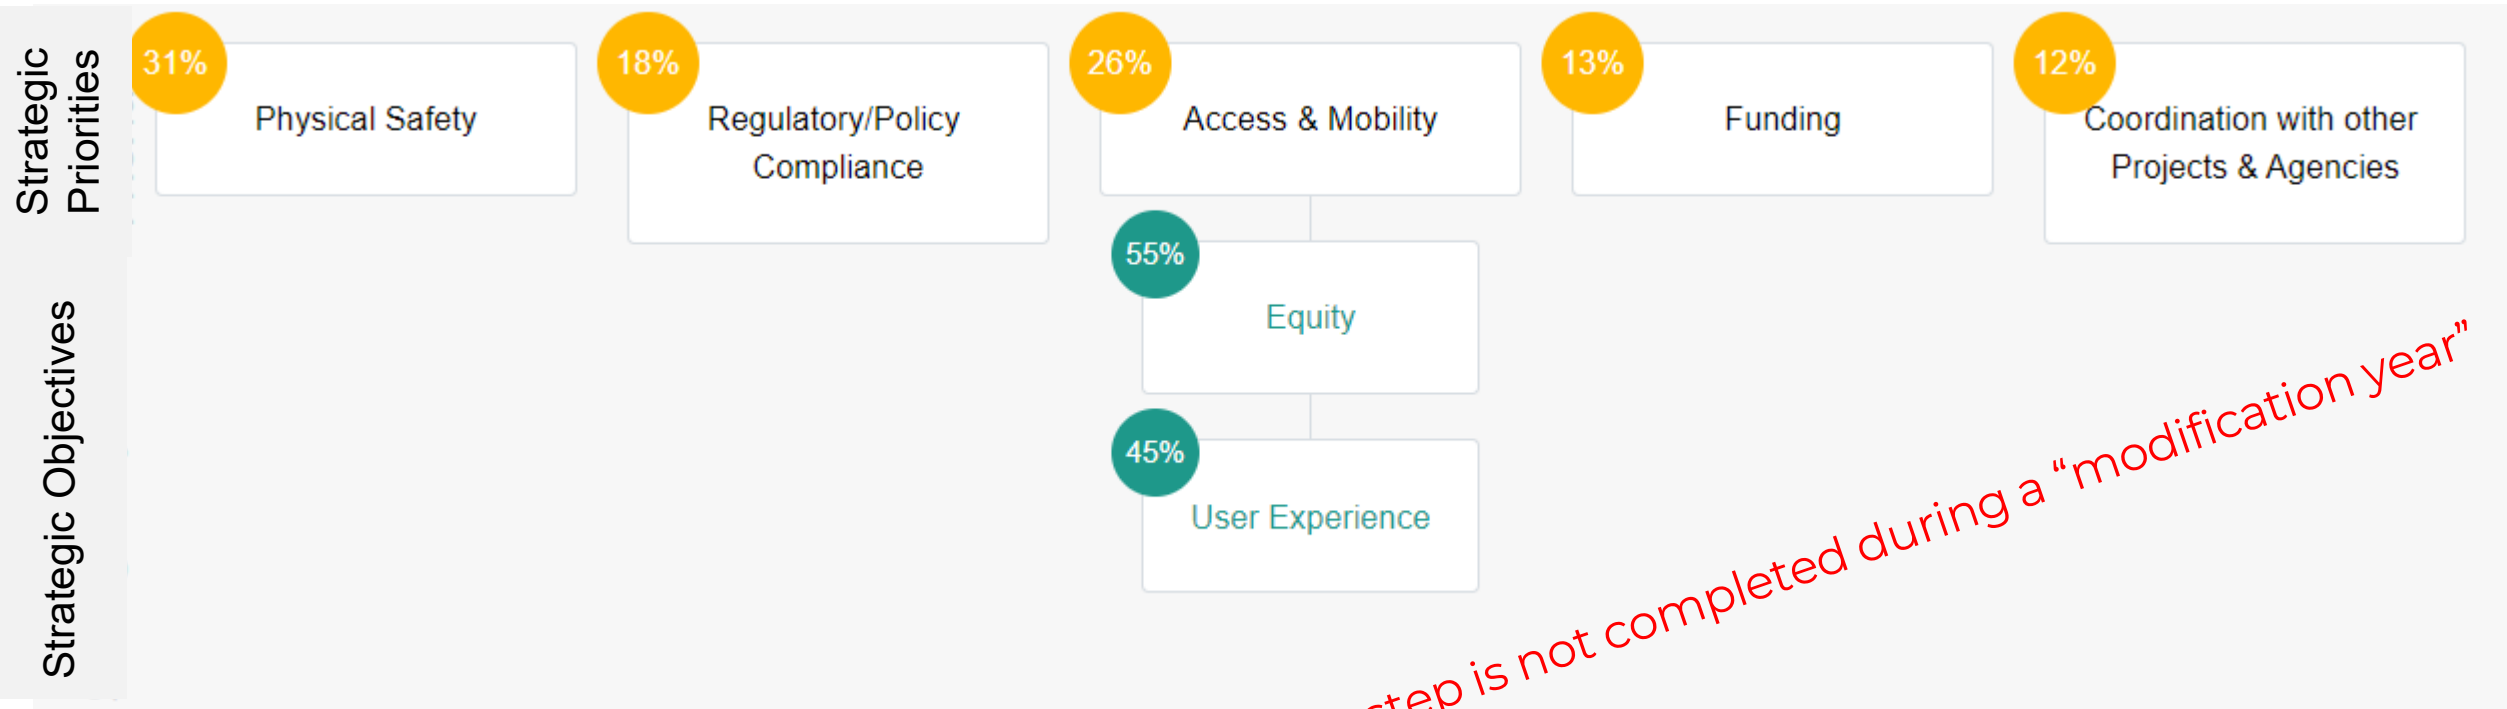 Strategic
Priorities
31%
Physical Safety
18%
Regulatory/Policy
Compliance
26%
Access & Mobility
13%
Funding
12%
Coordination with other
Projects & Agencies
Strategic Objectives
55%
Equity
45%
User Experience
step is not completed during a “modification year”